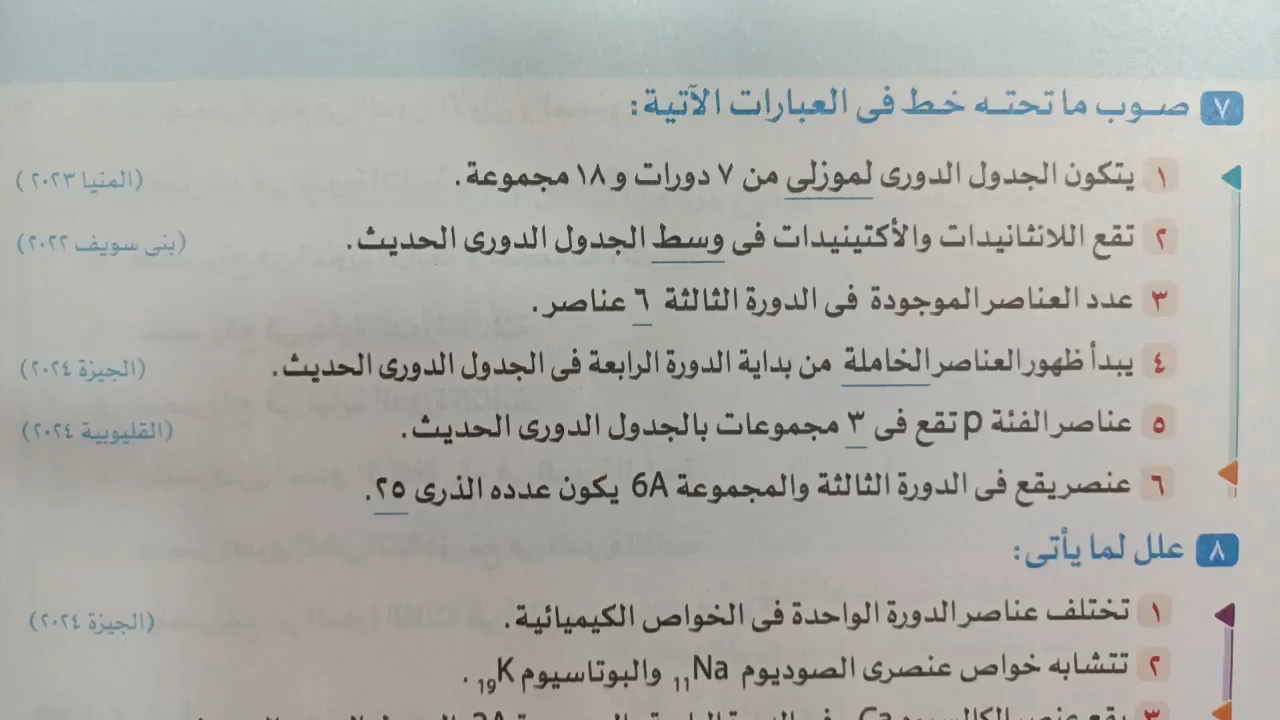 ٧ صوب ما تحته خط فى العبارات الآتية:
١ يتكون الجدول الدورى لموزلى من ٧ دورات و ١٨ مجموعة. (المنيا ٢٠٢٣)
٢ تقع اللانثانيدات والأكتينيدات فى وسط الجدول الدورى الحديث. (بنى سويف ٢٠٢٢)
٣ عدد العناصر الموجودة فى الدورة الثالثة ٦ عناصر.
٤ يبدأ ظهور العناصر الخاملة من بداية الدورة الرابعة فى الجدول الدورى الحديث. (الجيزة ٢٠٢٤)
٥ عناصر الفئة p تقع فى ٣ مجموعات بالجدول الدورى الحديث. (القليوبية ٢٠٢٤)
٦ عنصر يقع فى الدورة الثالثة والمجموعة 6A يكون عدده الذرى ٢٥.
٨ علل لما يأتى:
١ تختلف عناصر الدورة الواحدة فى الخواص الكيميائية. (الجيزة ٢٠٢٤)
٢ تتشابه خواص عنصرى الصوديوم ₁₁Na والبوتاسيوم ₁₉K.
٣ يقع عنصر الكالسيوم Ca